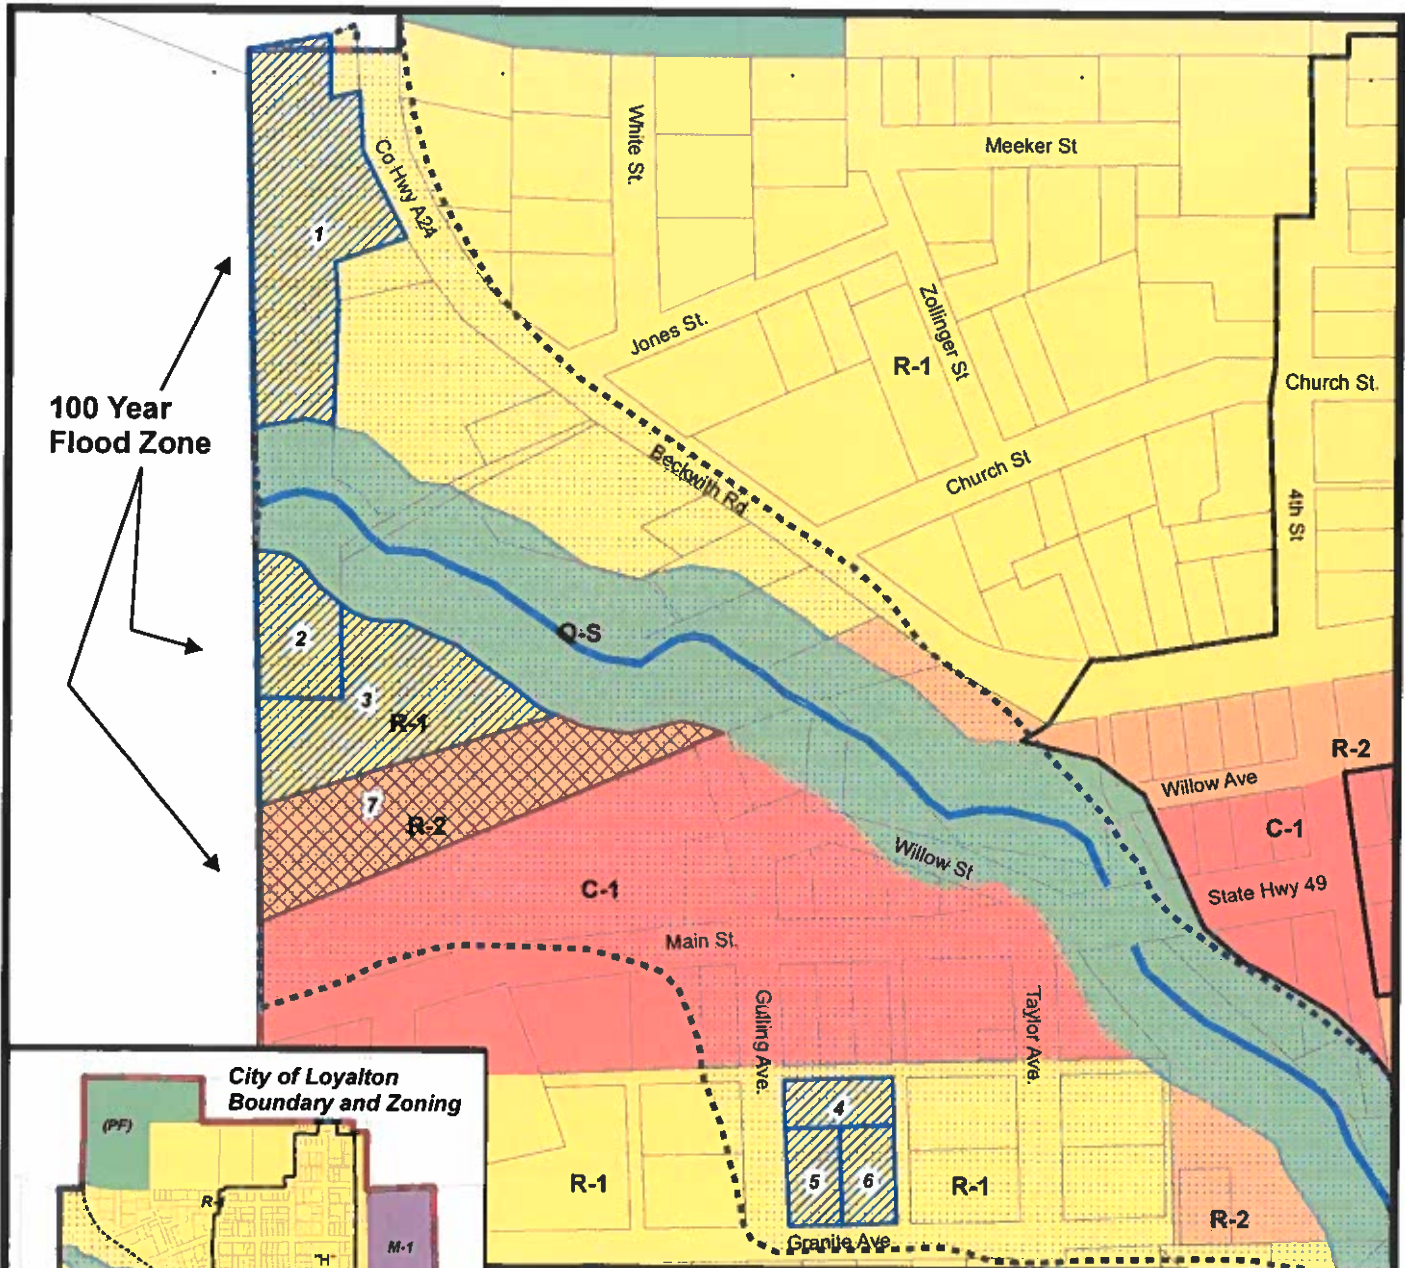 White St.
Meeker St
Co Hwy A24
1
Zollinger St
Jones St.
R-1
Church St.
100 Year
Flood Zone
Beckwith Rd
Church St
4th St
O-S
2
3
R-1
R-2
Willow Ave
7
R-2
C-1
Willow St
C-1
State Hwy 49
Main St.
Gulling Ave.
Taylor Ave.
City of Loyalton
Boundary and Zoning
4
(PF)
5
6
R-1
R-1
R-2
M-1
Granite Ave